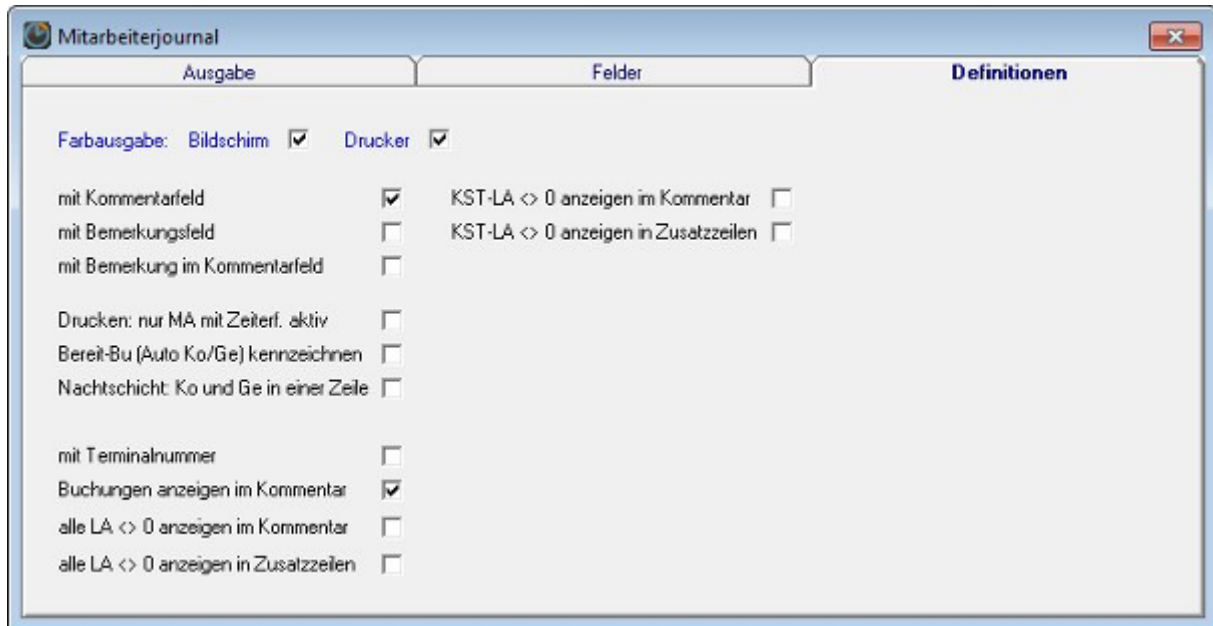 Mitarbeiterjournal
Ausgabe Felder Definitionen
Farbausgabe: Bildschirm Drucker
mit Kommentarfeld KST-LA <> 0 anzeigen im Kommentar
mit Bemerkungsfeld KST-LA <> 0 anzeigen in Zusatzzeilen
mit Bemerkung im Kommentarfeld
Drucken: nur MA mit Zeiterf. aktiv
Bereit-Bu (Auto Ko/Ge) kennzeichnen
Nachtschicht: Ko und Ge in einer Zeile
mit Terminalnummer
Buchungen anzeigen im Kommentar
alle LA <> 0 anzeigen im Kommentar
alle LA <> 0 anzeigen in Zusatzzeilen